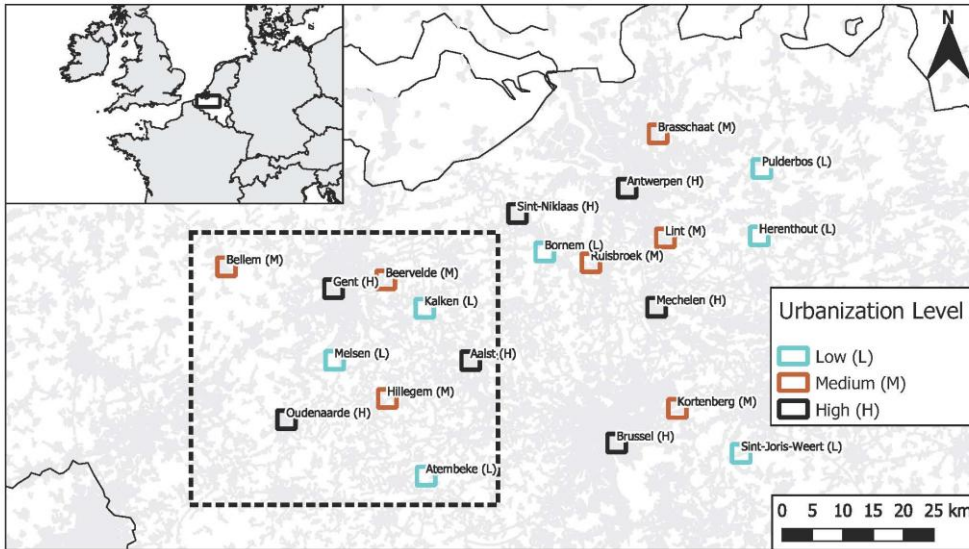 N
Brasschaat (M)
Pulderbos (L)
Antwerpen (H)
Sint-Niklaas (H)
Lint (M)
Herenthout (L)
Bornem (L)
Ruisbroek (M)
Bellem (M)
Beervelde (M)
Gent (H)
Kalken (L)
Mechelen (H)
Melsen (L)
Aalst (H)
Hillegem (M)
Oudenaarde (H)
Kortenberg (M)
Brussel (H)
Sint-Joris-Weert (L)
Atembeke (L)
Urbanization Level
Low (L)
Medium (M)
High (H)
0 5 10 15 20 25 km